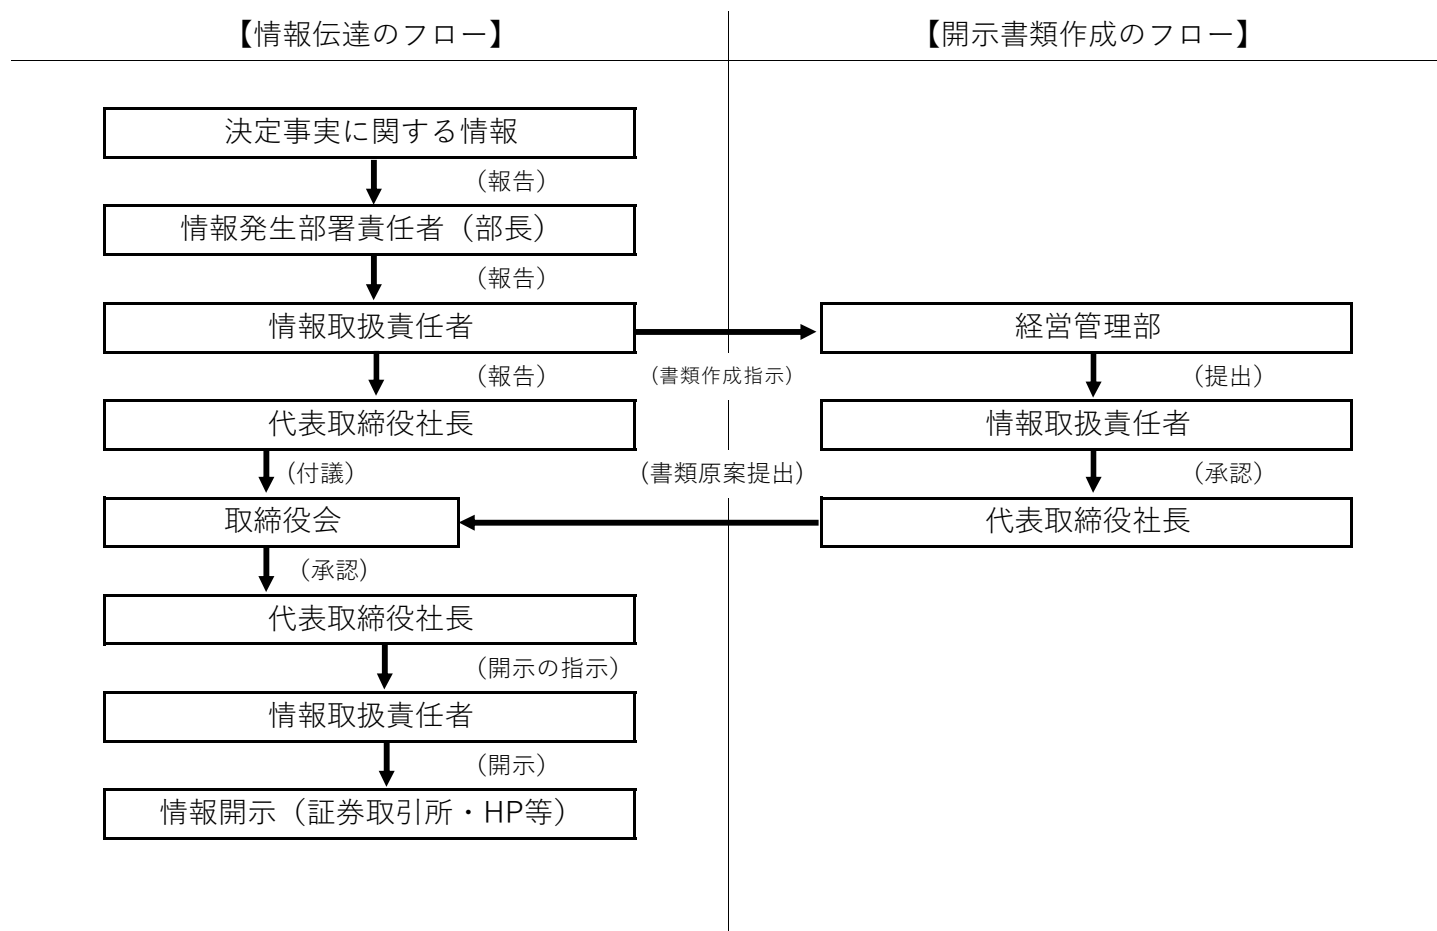 【情報伝達のフロー】
【開示書類作成のフロー】
決定事実に関する情報
（報告）
情報発生部署責任者（部長）
（報告）
情報取扱責任者
（報告）
代表取締役社長
（付議）
取締役会
（承認）
代表取締役社長
（開示の指示）
情報取扱責任者
（開示）
情報開示（証券取引所・HP等）
（書類作成指示）
（書類原案提出）
経営管理部
（提出）
情報取扱責任者
（承認）
代表取締役社長